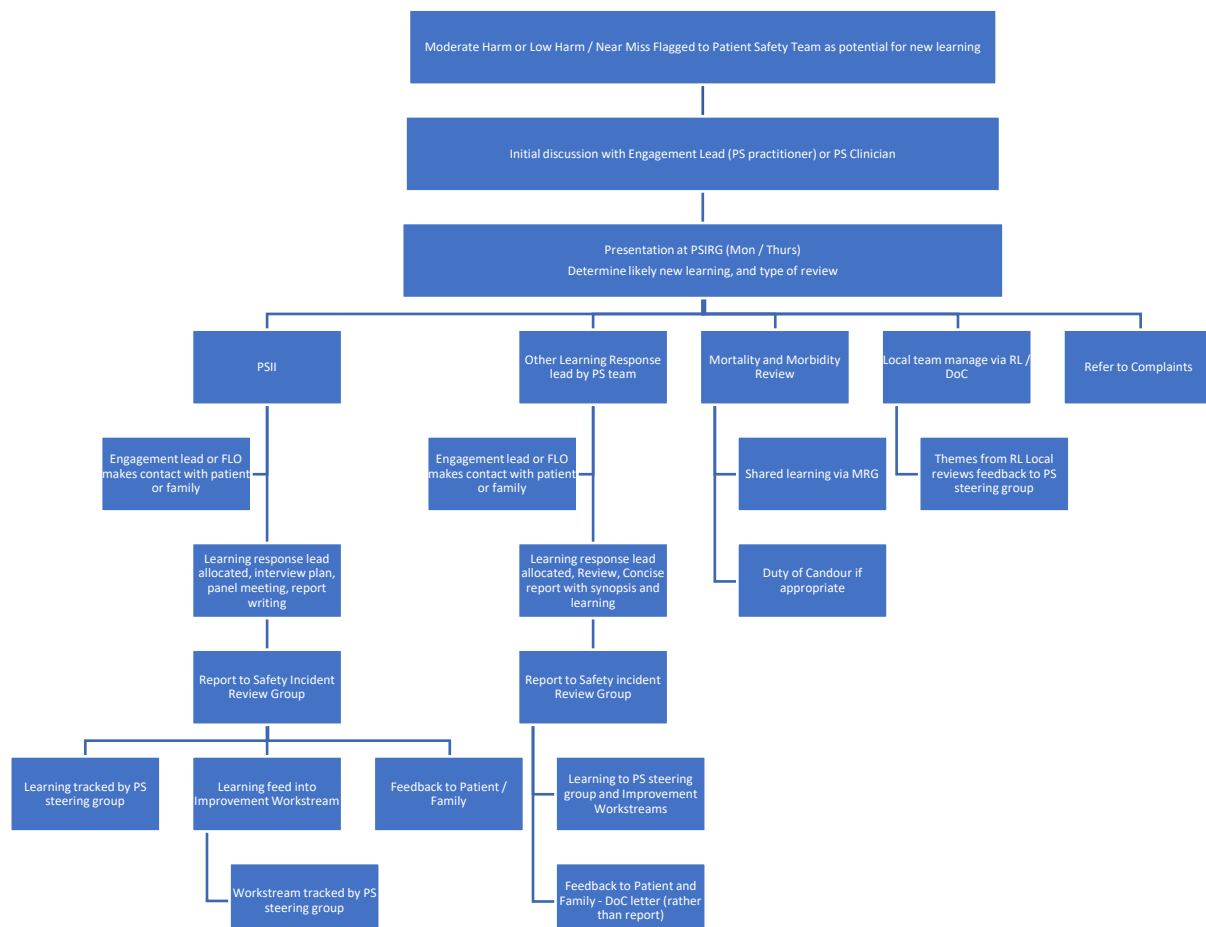 Moderate Harm or Low Harm / Near Miss Flagged to Patient Safety Team as potential for new learning
Initial discussion with Engagement Lead (PS practitioner) or PS Clinician
Presentation at PSIRG (Mon / Thurs)
Determine likely new learning, and type of review
PSII
Other Learning Response
lead by PS team
Mortality and Morbidity
Review
Local team manage via RL /
DoC
Refer to Complaints
Engagement lead or FLO
makes contact with patient
or family
Engagement lead or FLO
makes contact with patient
or family
Shared learning via MRG
Themes from RL Local
reviews feedback to PS
steering group
Learning response lead
allocated, interview plan,
panel meeting, report
writing
Learning response lead
allocated, Review, Concise
report with synopsis and
learning
Duty of Candour if
appropriate
Report to Safety Incident
Review Group
Report to Safety incident
Review Group
Learning tracked by PS
steering group
Learning feed into
Improvement Workstream
Feedback to Patient /
Family
Learning to PS steering
group and Improvement
Workstreams
Workstream tracked by PS
steering group
Feedback to Patient and
Family - DoC letter (rather
than report)